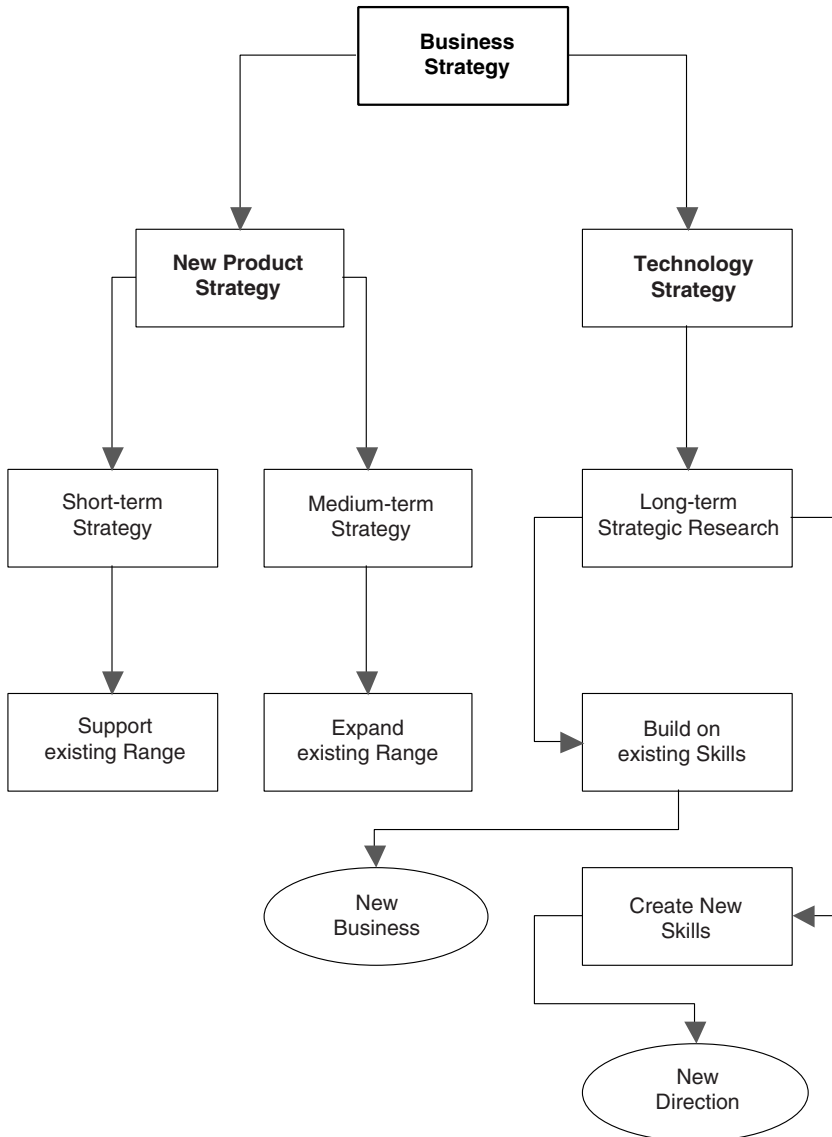 Business
Strategy
New Product
Strategy
Technology
Strategy
Short-term
Strategy
Medium-term
Strategy
Long-term
Strategic Research
Support
existing Range
Expand
existing Range
Build on
existing Skills
New
Business
Create New
Skills
New
Direction